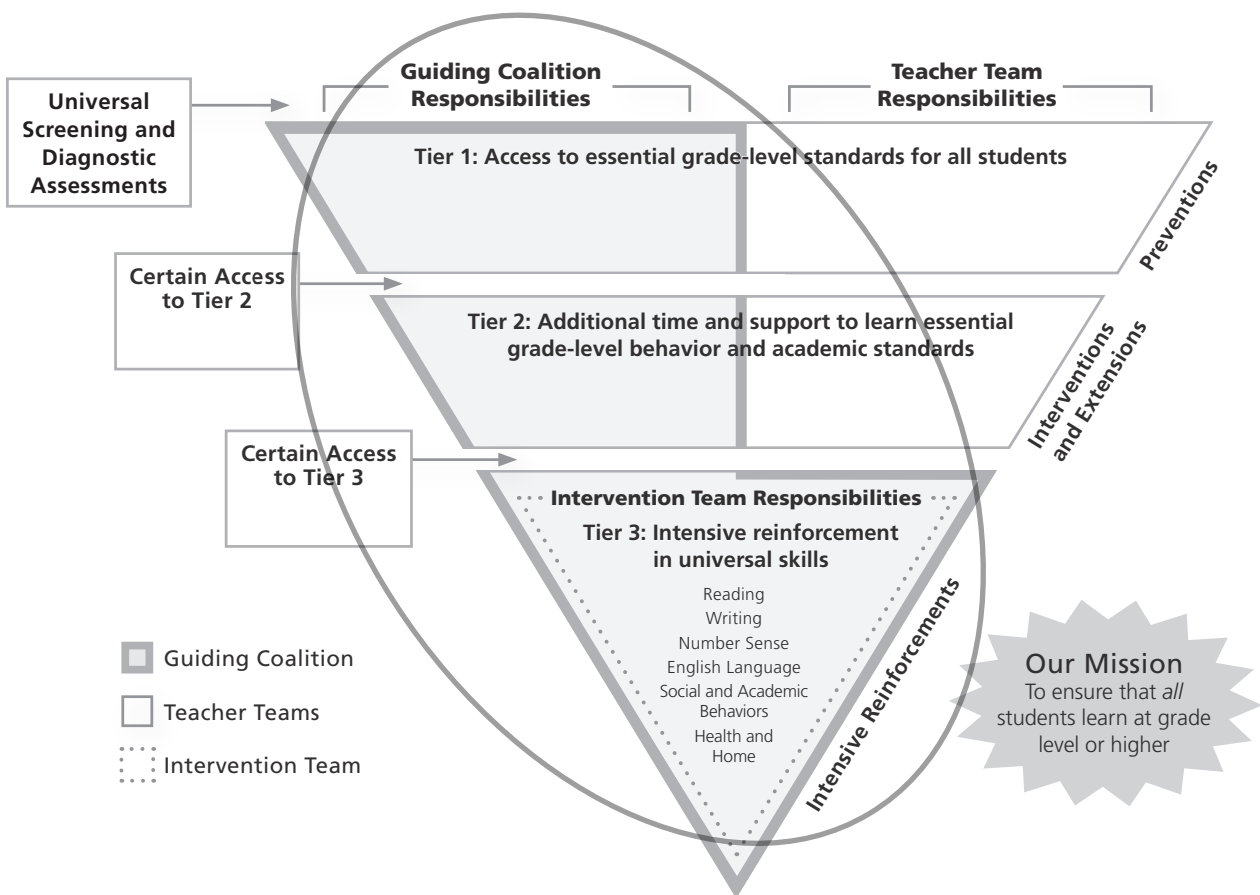 Guiding Coalition
Responsibilities
Teacher Team
Responsibilities
Universal
Screening and
Diagnostic
Assessments
Tier 1: Access to essential grade-level standards for all students
Preventions
Certain Access
to Tier 2
Tier 2: Additional time and support to learn essential
grade-level behavior and academic standards
Interventions
and Extensions
Certain Access
to Tier 3
Intervention Team Responsibilities
Tier 3: Intensive reinforcement
in universal skills
Reading
Writing
Number Sense
English Language
Social and Academic
Behaviors
Health and
Home
Intensive Reinforcements
Guiding Coalition
Teacher Teams
Intervention Team
Our Mission
To ensure that all
students learn at grade
level or higher